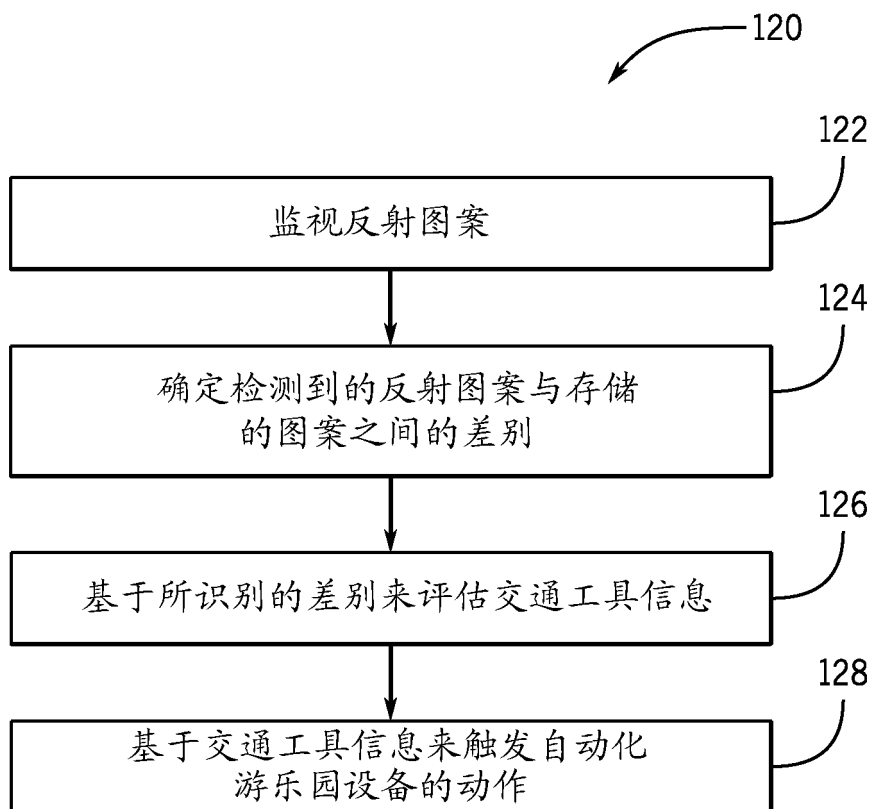 120
122
监视反射图案
124
确定检测到的反射图案与存储
的图案之间的差别
126
基于所识别的差别来评估交通工具信息
128
基于交通工具信息来触发自动化
游乐园设备的动作